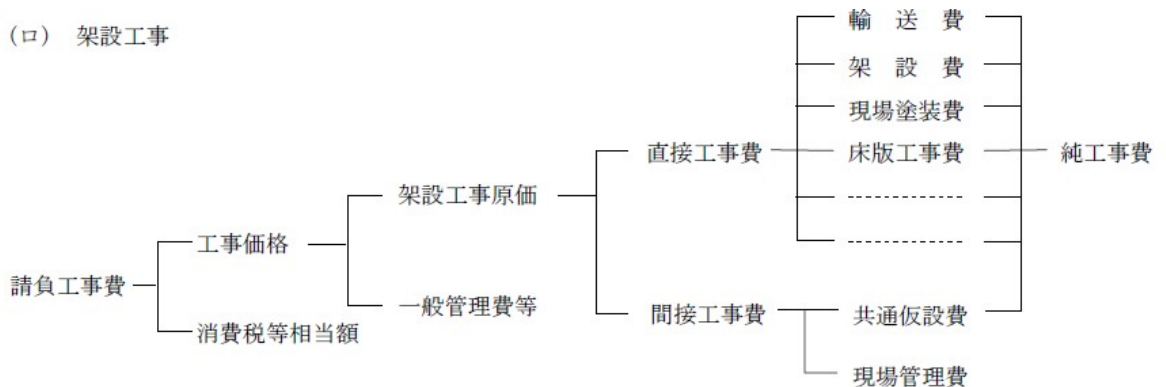 (ロ) 架設工事
輸送費
架設費
現場塗装費
直接工事費
床版工事費
純工事費
架設工事原価
工事価格
請負工事費
一般管理費等
間接工事費
共通仮設費
消費税等相当額
現場管理費